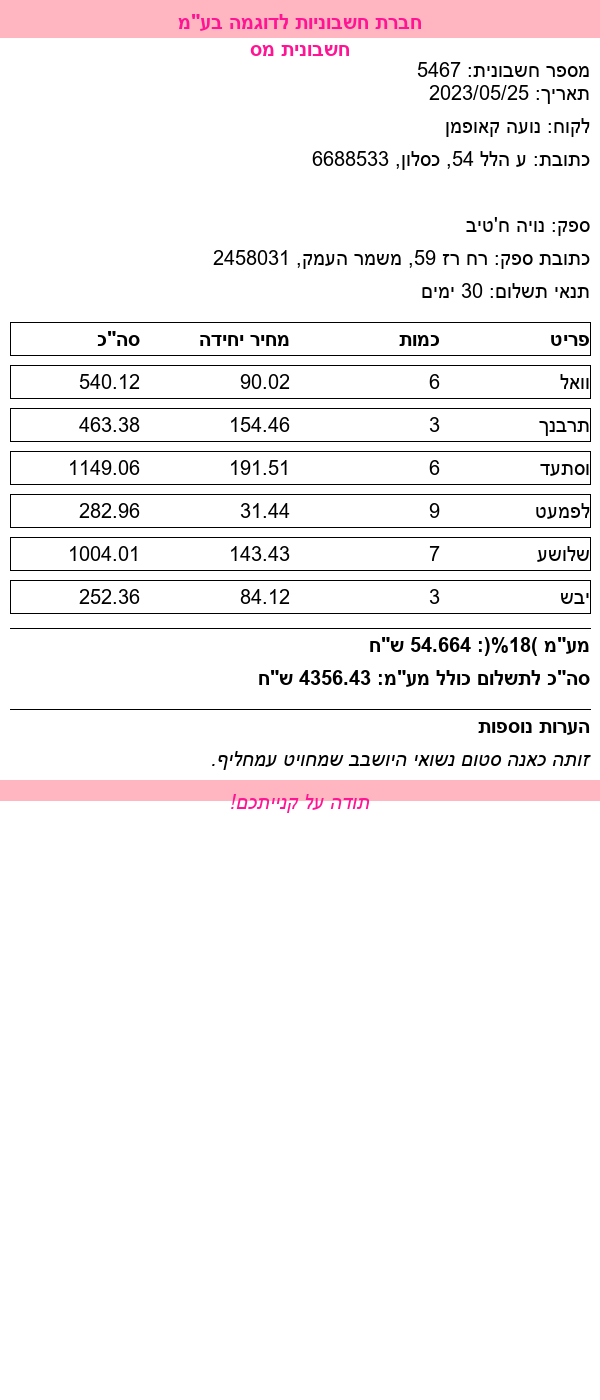 חברת חשבוניות לדוגמה בע"מ
חשבונית מס
מספר חשבונית: 5467
תאריך: 2023/05/25
לקוח: נועה קאופמן
כתובת: ע הלל 54, כסלון, 6688533
ספק: נויה ח'טיב
כתובת ספק: רח רז 59, משמר העמק, 2458031
תנאי תשלום: 30 ימים
פריט כמות מחיר יחידה סה"כ
וואל 6 90.02 540.12
תרבנך 3 154.46 463.38
וסתעד 6 191.51 1149.06
לפמעט 9 31.44 282.96
שלושע 7 143.43 1004.01
יבש 3 84.12 252.36
מע"מ )18%(: 54.664 ש"ח
סה"כ לתשלום כולל מע"מ: 4356.43 ש"ח
הערות נוספות
זותה כאנה סטום נשואי היושבב שמחויט עמחליף.
תודה על קנייתכם!